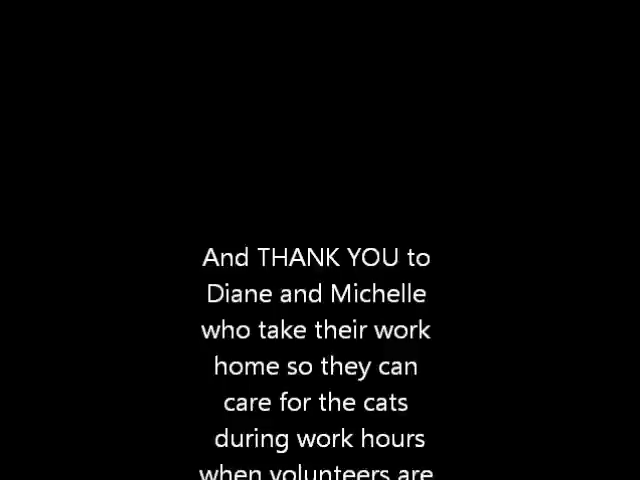 And THANK YOU to
Diane and Michelle
who take their work
home so they can
care for the cats
during work hours
when volunteers are